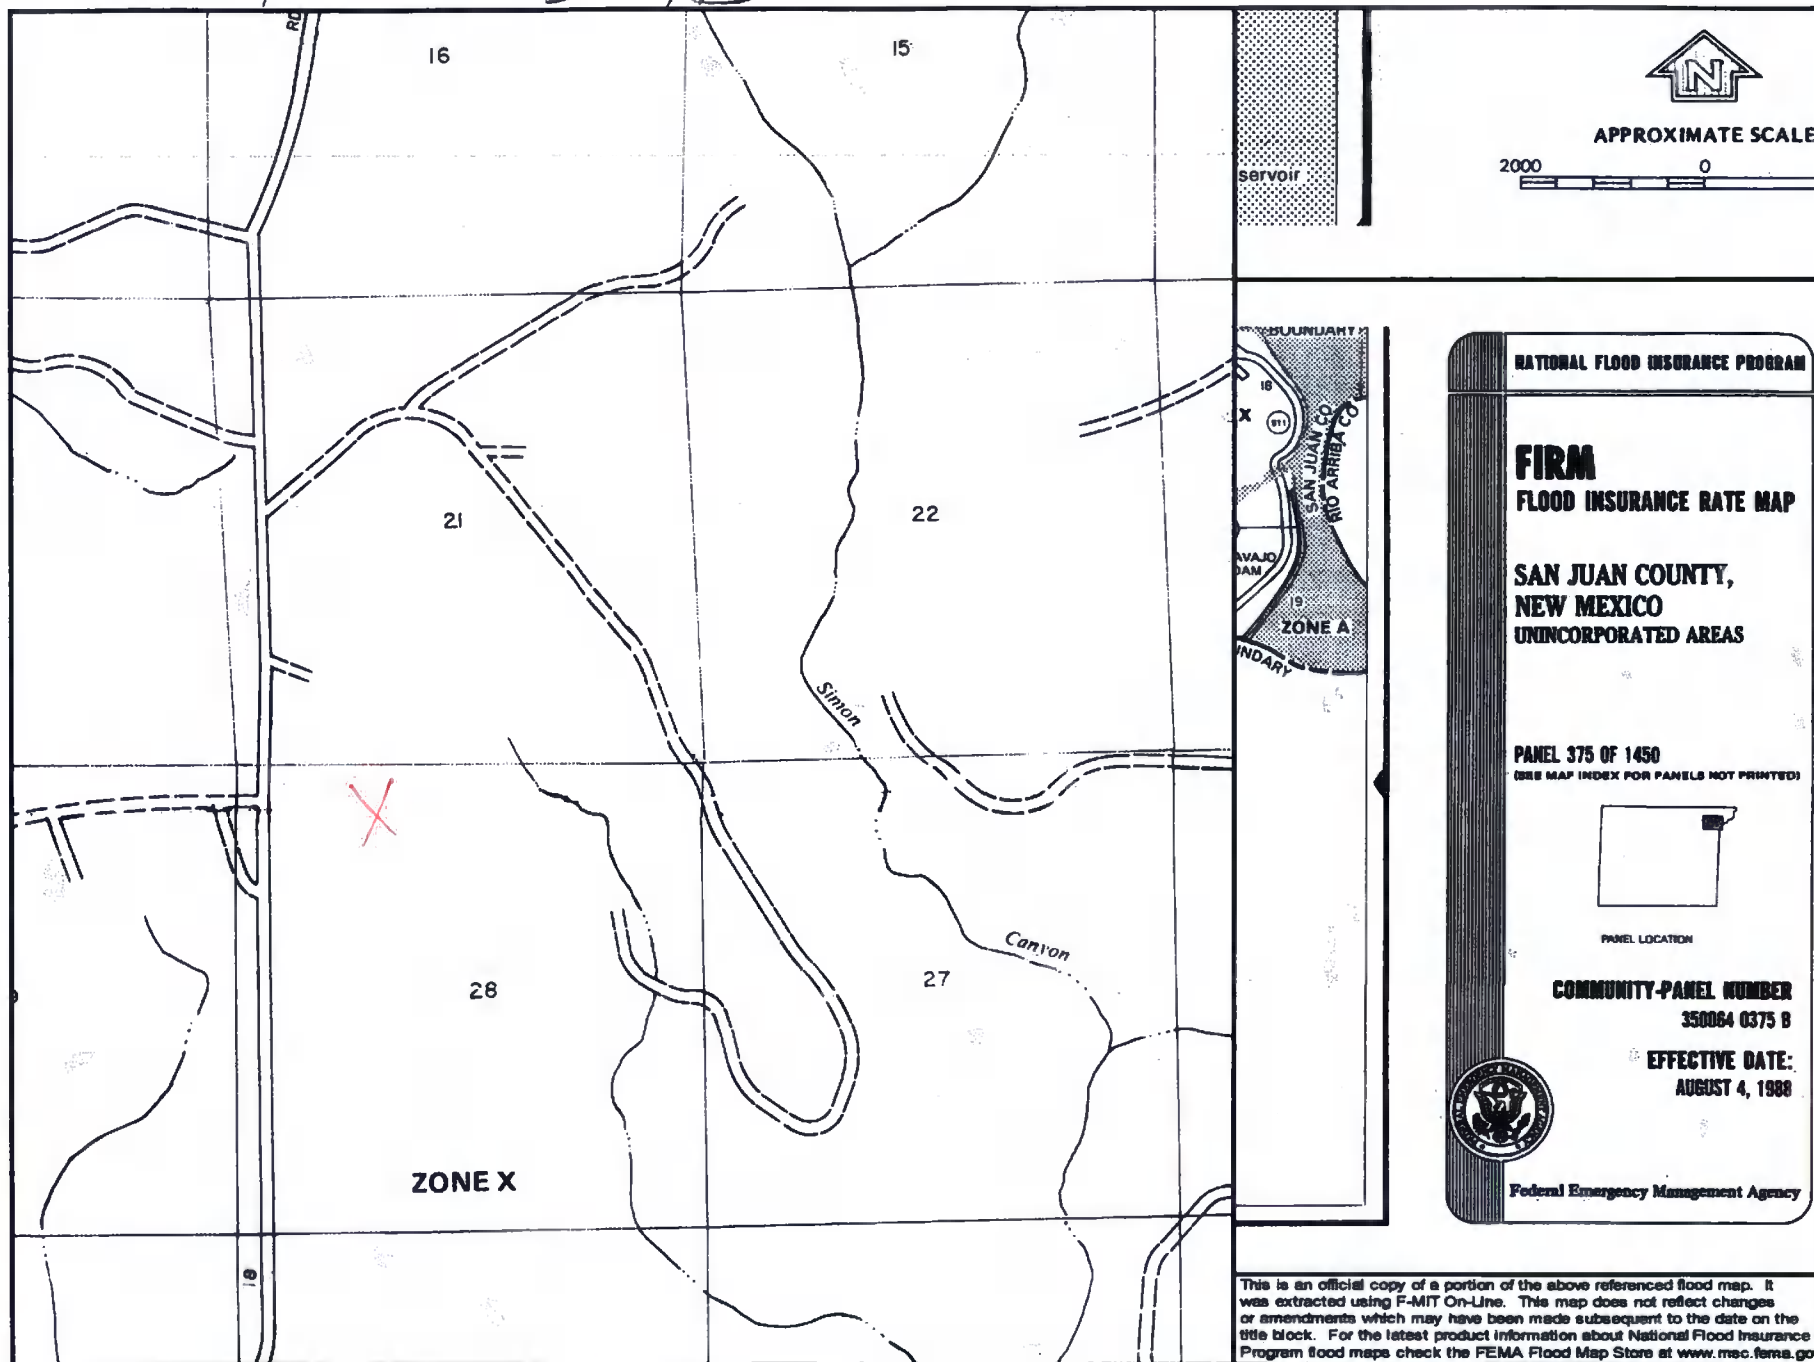 RD
16
15
21
22
Simon
Canyon
28
27
ZONE X
18
servoir
N
APPROXIMATE SCALE
2000 0
BOUNDARY
18
X
511
SAN JUAN CO
RIO ARRIBA CO
AVAJO
DAM
19
ZONE A
NDARY
NATIONAL FLOOD INSURANCE PROGRAM
FIRM
FLOOD INSURANCE RATE MAP
SAN JUAN COUNTY,
NEW MEXICO
UNINCORPORATED AREAS
PANEL 375 OF 1450
(SEE MAP INDEX FOR PANELS NOT PRINTED)
PANEL LOCATION
COMMUNITY-PANEL NUMBER
350064 0375 B
EFFECTIVE DATE:
AUGUST 4, 1988
Federal Emergency Management Agency
This is an official copy of a portion of the above referenced flood map. It
was extracted using F-MIT On-Line. This map does not reflect changes
or amendments which may have been made subsequent to the date on the
title block. For the latest product information about National Flood Insurance
Program flood maps check the FEMA Flood Map Store at www.msc.fema.go